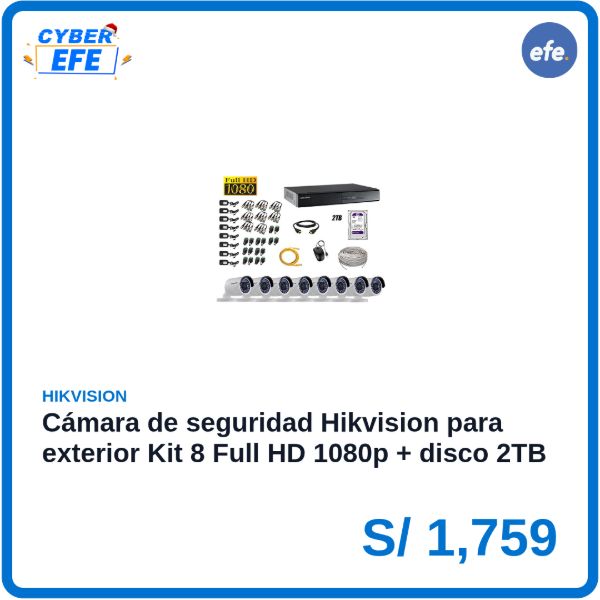 CYBER
EFE
efe.
Full HD
1080
2TB
HIKVISION
Cámara de seguridad Hikvision para
exterior Kit 8 Full HD 1080p + disco 2TB
S/ 1,759